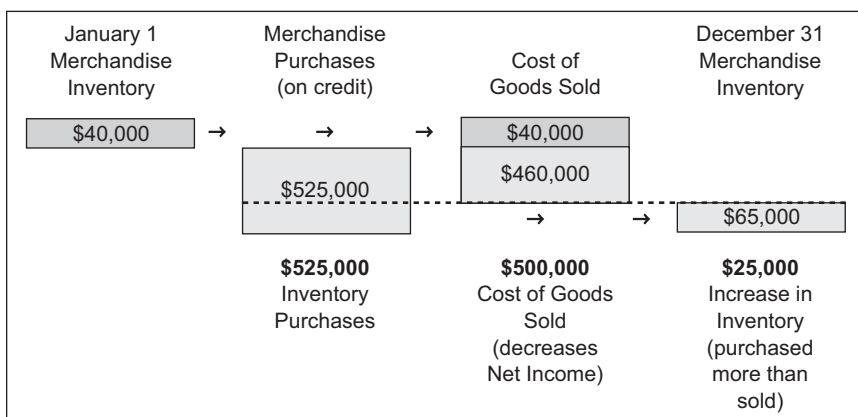 January 1
Merchandise
Inventory
Merchandise
Purchases
(on credit)
Cost of
Goods Sold
December 31
Merchandise
Inventory
$40,000 → → → $40,000
$525,000
$460,000
→ → $65,000
$525,000
Inventory
Purchases
$500,000
Cost of Goods
Sold
(decreases
Net Income)
$25,000
Increase in
Inventory
(purchased
more than
sold)